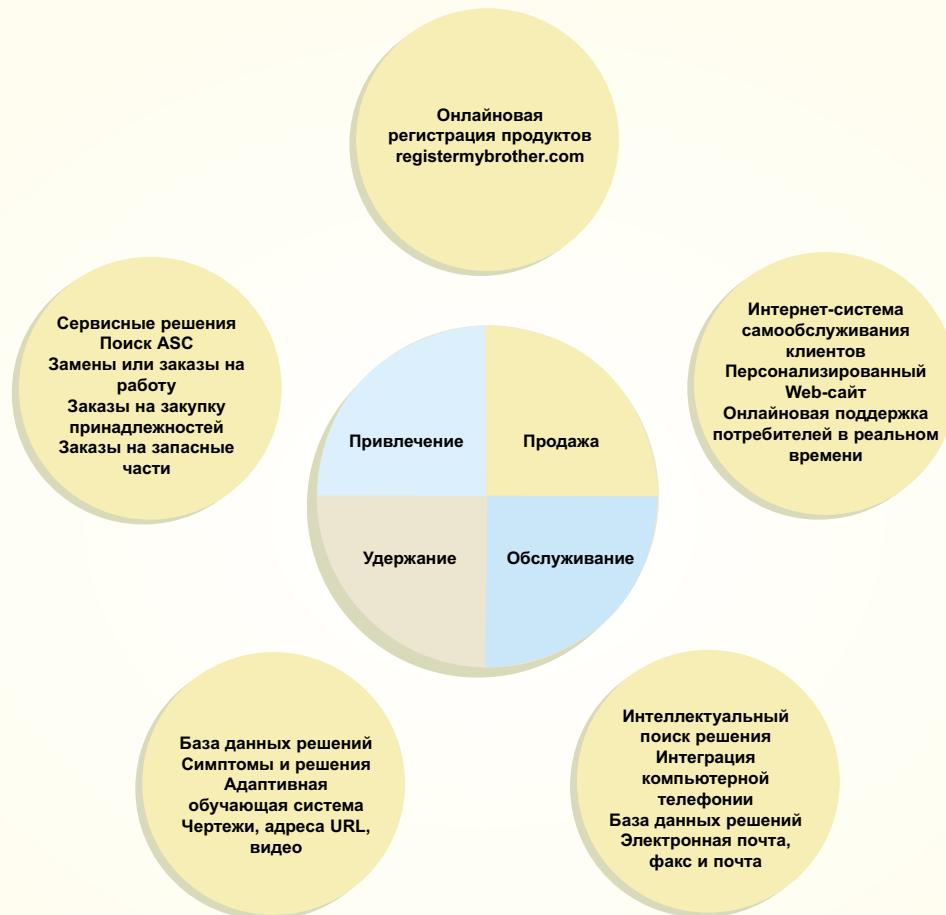 Онлайновая
регистрация продуктов
registermybrother.com
Сервисные решения
Поиск ASC
Замены или заказы на
работу
Заказы на закупку
принадлежностей
Заказы на запасные
части
Интернет-система
самообслуживания
клиентов
Персонализированный
Web-сайт
Онлайновая поддержка
потребителей в реальном
времени
Привлечение
Продажа
Удержание
Обслуживание
База данных решений
Симптомы и решения
Адаптивная
обучающая система
Чертежи, адреса URL,
видео
Интеллектуальный
поиск решения
Интеграция
компьютерной
телефонии
База данных решений
Электронная почта,
факс и почта